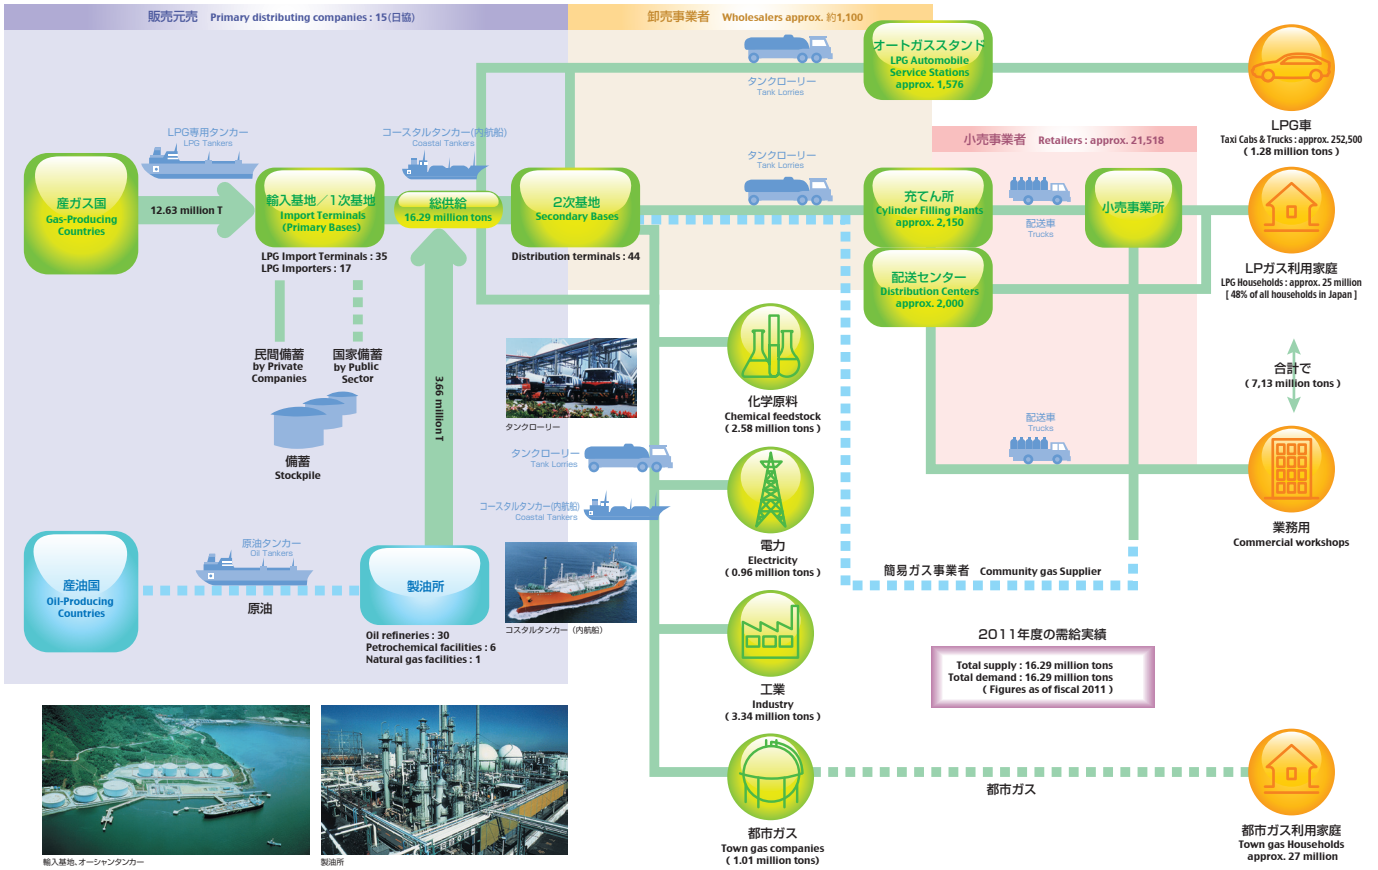 販売元売 Primary distributing companies : 15(日協)
卸売事業者 Wholesalers approx. 約1,100
タンクローリー
Tank Lorries
オートガススタンド
LPG Automobile
Service Stations
approx. 1,576
LPG車
Taxi Cabs & Trucks : approx. 252,500
( 1.28 million tons )
小売事業者 Retailers : approx. 21,518
LPG専用タンカー
LPG Tankers
コースタルタンカー(内航船)
Coastal Tankers
タンクローリー
Tank Lorries
産ガス国
Gas-Producing
Countries
12.63 million T
輸入基地／1次基地
Import Terminals
(Primary Bases)
総供給
16.29 million tons
2次基地
Secondary Bases
充てん所
Cylinder Filling Plants
approx. 2,150
配送車
Trucks
小売事業所
LPG Import Terminals : 35
LPG Importers : 17
Distribution terminals : 44
配送センター
Distribution Centers
approx. 2,000
LPガス利用家庭
LPG Households : approx. 25 million
[ 48% of all households in Japan ]
民間備蓄
by Private
Companies
国家備蓄
by Public
Sector
備蓄
Stockpile
3.66 million T
タンクローリー
化学原料
Chemical feedstock
( 2.58 million tons )
合計で
( 7,13 million tons )
配送車
Trucks
タンクローリー
Tank Lorries
コースタルタンカー(内航船)
Coastal Tankers
電力
Electricity
( 0.96 million tons )
業務用
Commercial workshops
簡易ガス事業者 Community gas Supplier
産油国
Oil-Producing
Countries
原油タンカー
Oil Tankers
原油
製油所
Oil refineries : 30
Petrochemical facilities : 6
Natural gas facilities : 1
コスタルタンカー（内航船）
工業
Industry
( 3.34 million tons )
2011年度の需給実績
Total supply : 16.29 million tons
Total demand : 16.29 million tons
( Figures as of fiscal 2011 )
都市ガス
Town gas companies
( 1.01 million tons)
都市ガス
都市ガス利用家庭
Town gas Households
approx. 27 million
輸入基地、オーシャンタンカー
製油所